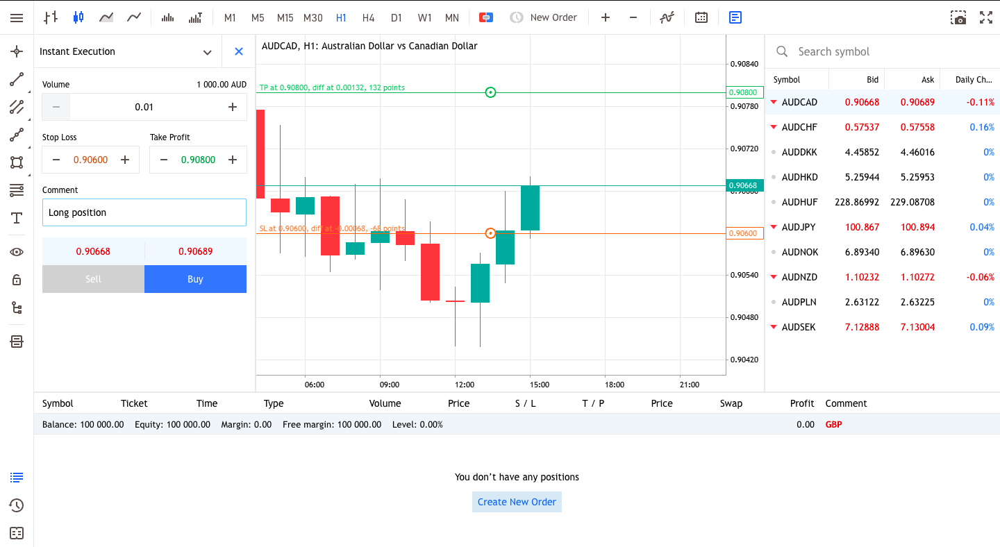 M1 M5 M15 M30 H1 H4 D1 W1 MN New Order
Instant Execution
Volume 1 000.00 AUD
0.01
Stop Loss Take Profit
0.90600 0.90800
Comment
Long position
0.90668 0.90689
Sell Buy
AUDCAD, H1: Australian Dollar vs Canadian Dollar
TP at 0.90800, diff at 0.00132, 132 points
SL at 0.90600, diff at -0.00068, -68 points
0.90840
0.90800
0.90780
0.90720
0.90668
0.90600
0.90540
0.90480
0.90420
06:00 09:00 12:00 15:00 18:00 21:00
Search symbol
Symbol Bid Ask Daily Ch...
AUDCAD 0.90668 0.90689 -0.11%
AUDCHF 0.57537 0.57558 0.16%
AUDDKK 4.45852 4.46016 0%
AUDHKD 5.25944 5.25953 0%
AUDHUF 228.86992 229.08708 0%
AUDJPY 100.867 100.894 0.04%
AUDNOK 6.89340 6.89630 0%
AUDNZD 1.10232 1.10272 -0.06%
AUDPLN 2.63122 2.63225 0%
AUDSEK 7.12888 7.13004 0.09%
Symbol Ticket Time Type Volume Price S / L T / P Price Swap Profit Comment
Balance: 100 000.00 Equity: 100 000.00 Margin: 0.00 Free margin: 100 000.00 Level: 0.00% 0.00 GBP
You don’t have any positions
Create New Order